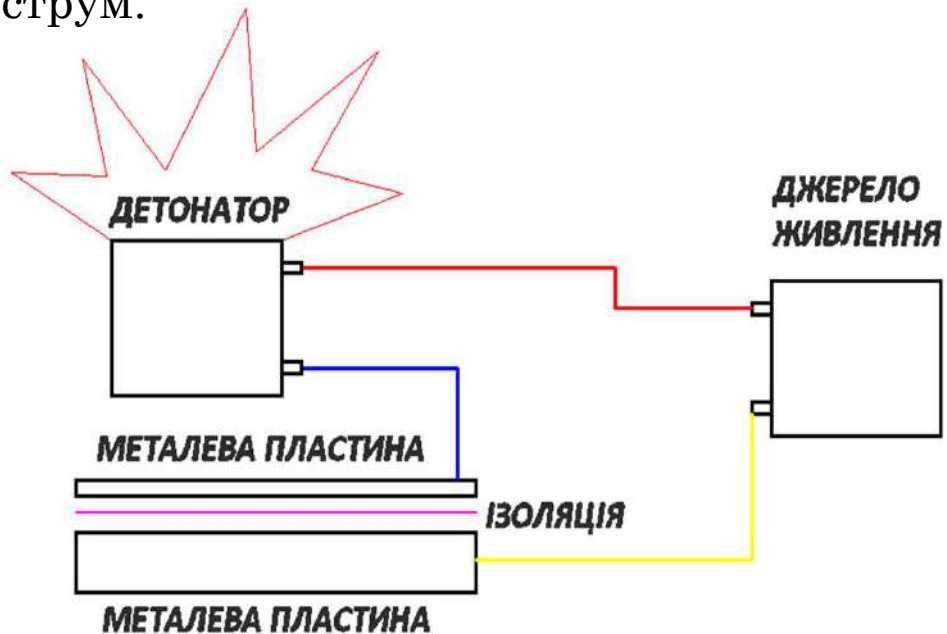 струм.
ДЕТОНАТОР
ДЖЕРЕЛО
ЖИВЛЕННЯ
МЕТАЛЕВА ПЛАСТИНА
ІЗОЛЯЦІЯ
МЕТАЛЕВА ПЛАСТИНА